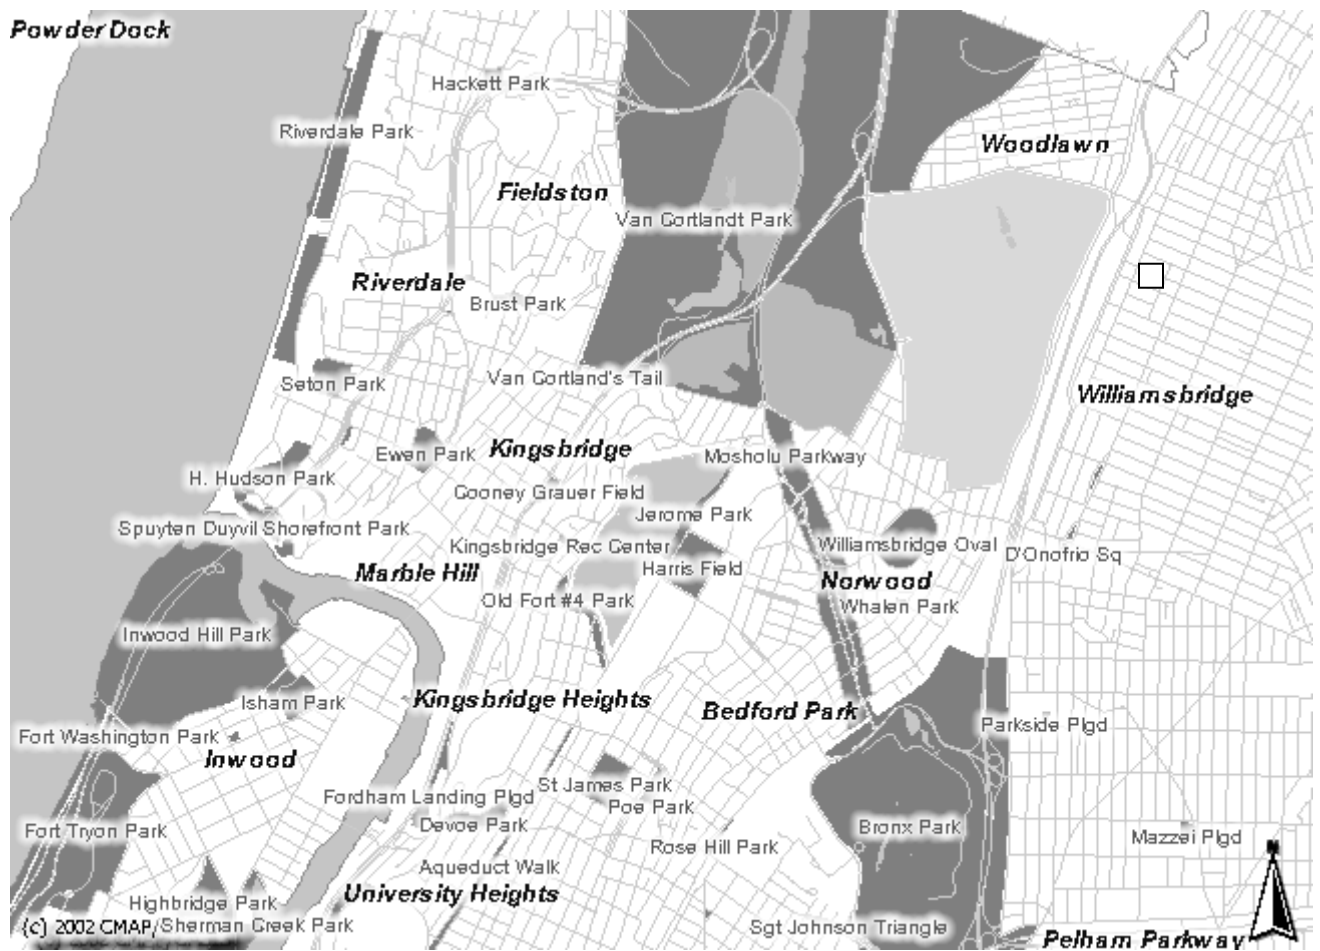 Powder Dock
Hackett Park
Riverdale Park
Woodlawn
Fieldston
Van Cortlandt Park
Riverdale
Brust Park
Van Cortland's Tail
Seton Park
Williamsbridge
Ewen Park
Kingsbridge
Mosholu Parkway
H. Hudson Park
Cooney Grauer Field
Jerome Park
Spuyten Duyvil Shorefront Park
Kingsbridge Rec Center
Williamsbridge Oval
D'Onofrio Sq
Marble Hill
Harris Field
Norwood
Old Fort #4 Park
Whalen Park
Inwood Hill Park
Isham Park
Kingsbridge Heights
Bedford Park
Parkside Plgd
Fort Washington Park
Inwood
St James Park
Fordham Landing Plgd
Poe Park
Devoe Park
Fort Tryon Park
Bronx Park
Mazzei Plgd
Rose Hill Park
Aqueduct Walk
University Heights
Highbridge Park
(c) 2002 CMAP/Sherman Creek Park
Sgt Johnson Triangle
Pelham Parkway